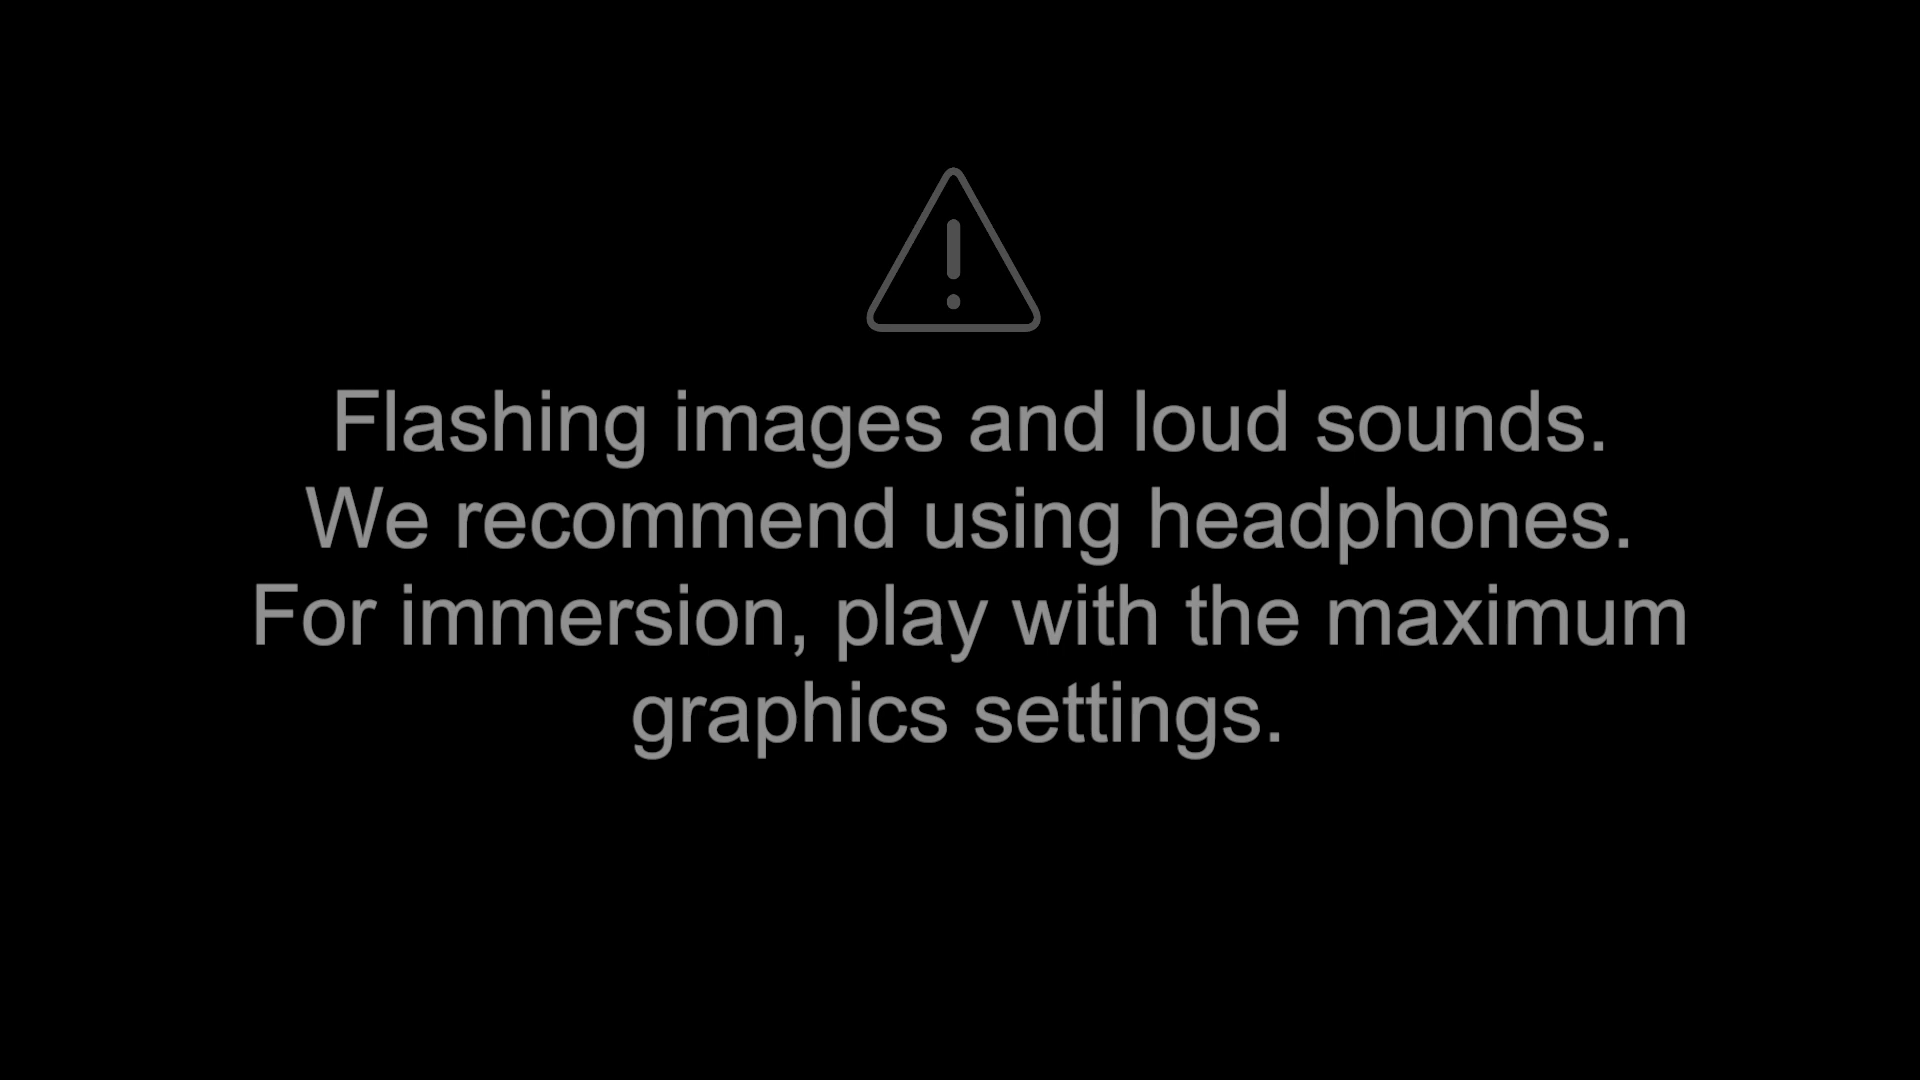 Flashing images and loud sounds.
We recommend using headphones.
For immersion, play with the maximum
graphics settings.